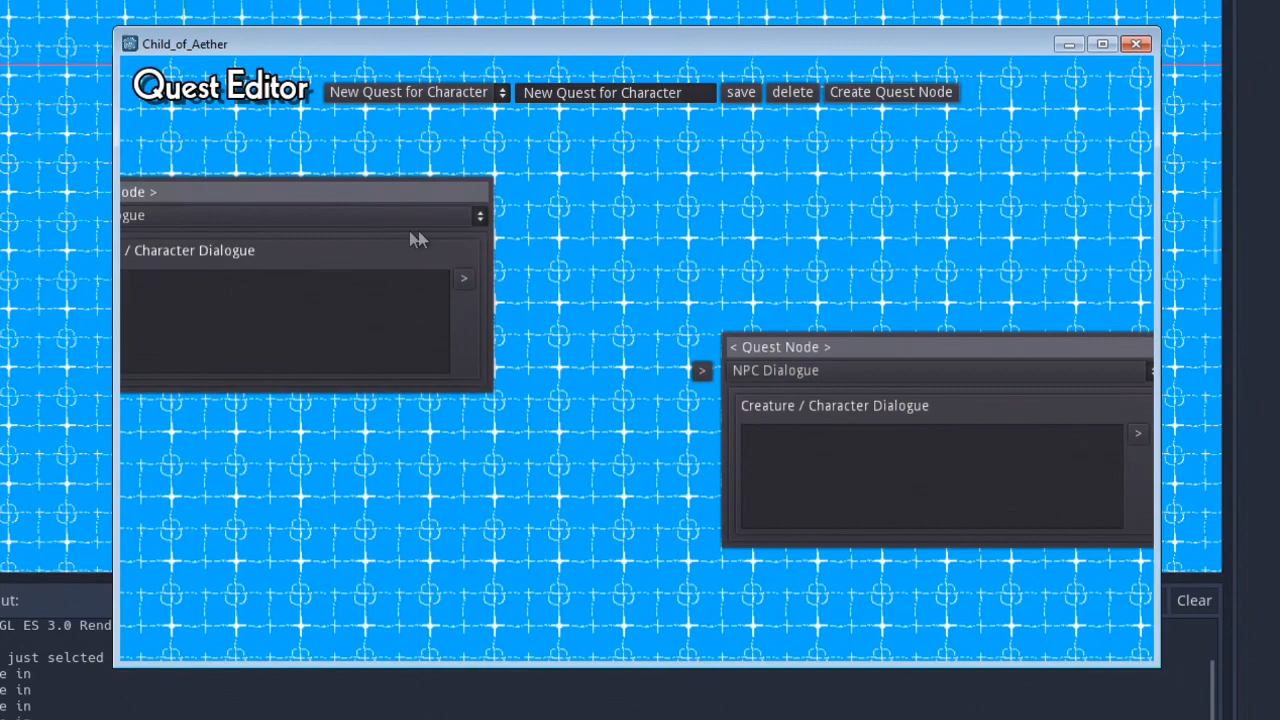 Child_of_Aether
Quest Editor
New Quest for Character
New Quest for Character
save
delete
Create Quest Node
ode >
gue
/ Character Dialogue
>
>
< Quest Node >
NPC Dialogue
Creature / Character Dialogue
>
ut:
Clear
GL ES 3.0 Rend
just selcted
e in
e in
e in